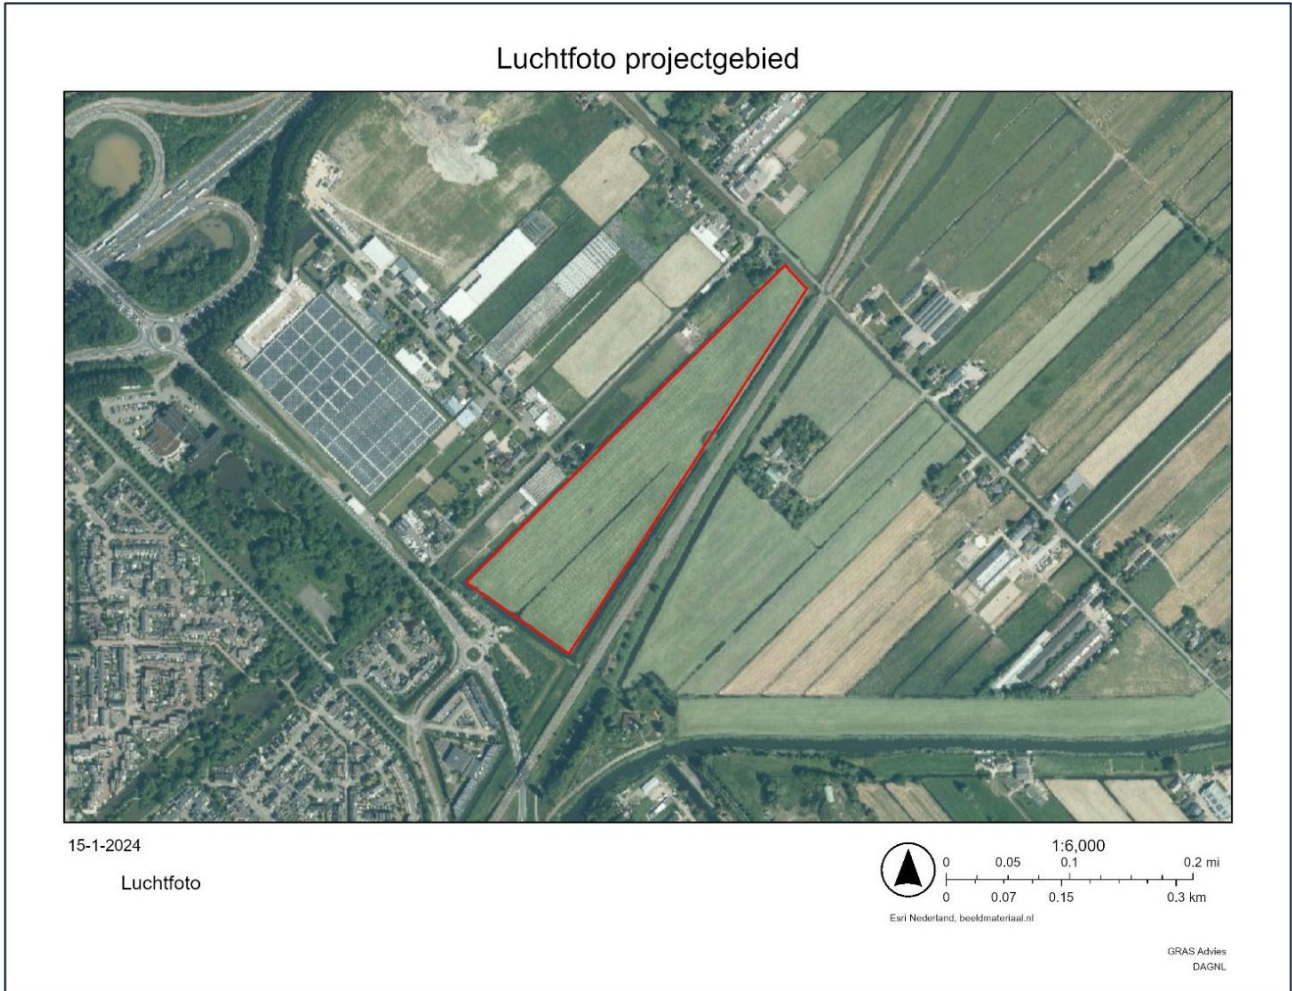 Luchtfoto projectgebied
15-1-2024
Luchtfoto
1:6,000
0 0.05 0.1 0.2 mi
0 0.07 0.15 0.3 km
Esri Nederland, beeldmateriaal.nl
GRAS Advies
DAGNL